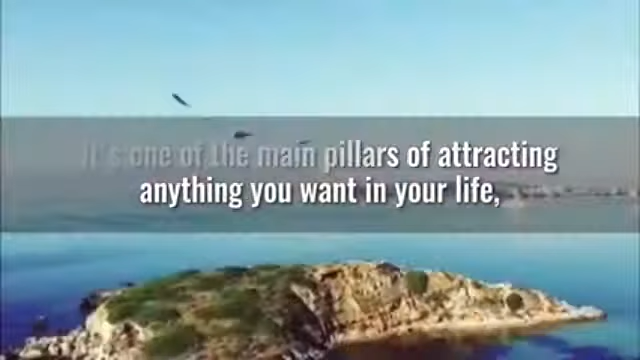 It's one of the main pillars of attracting
anything you want in your life,